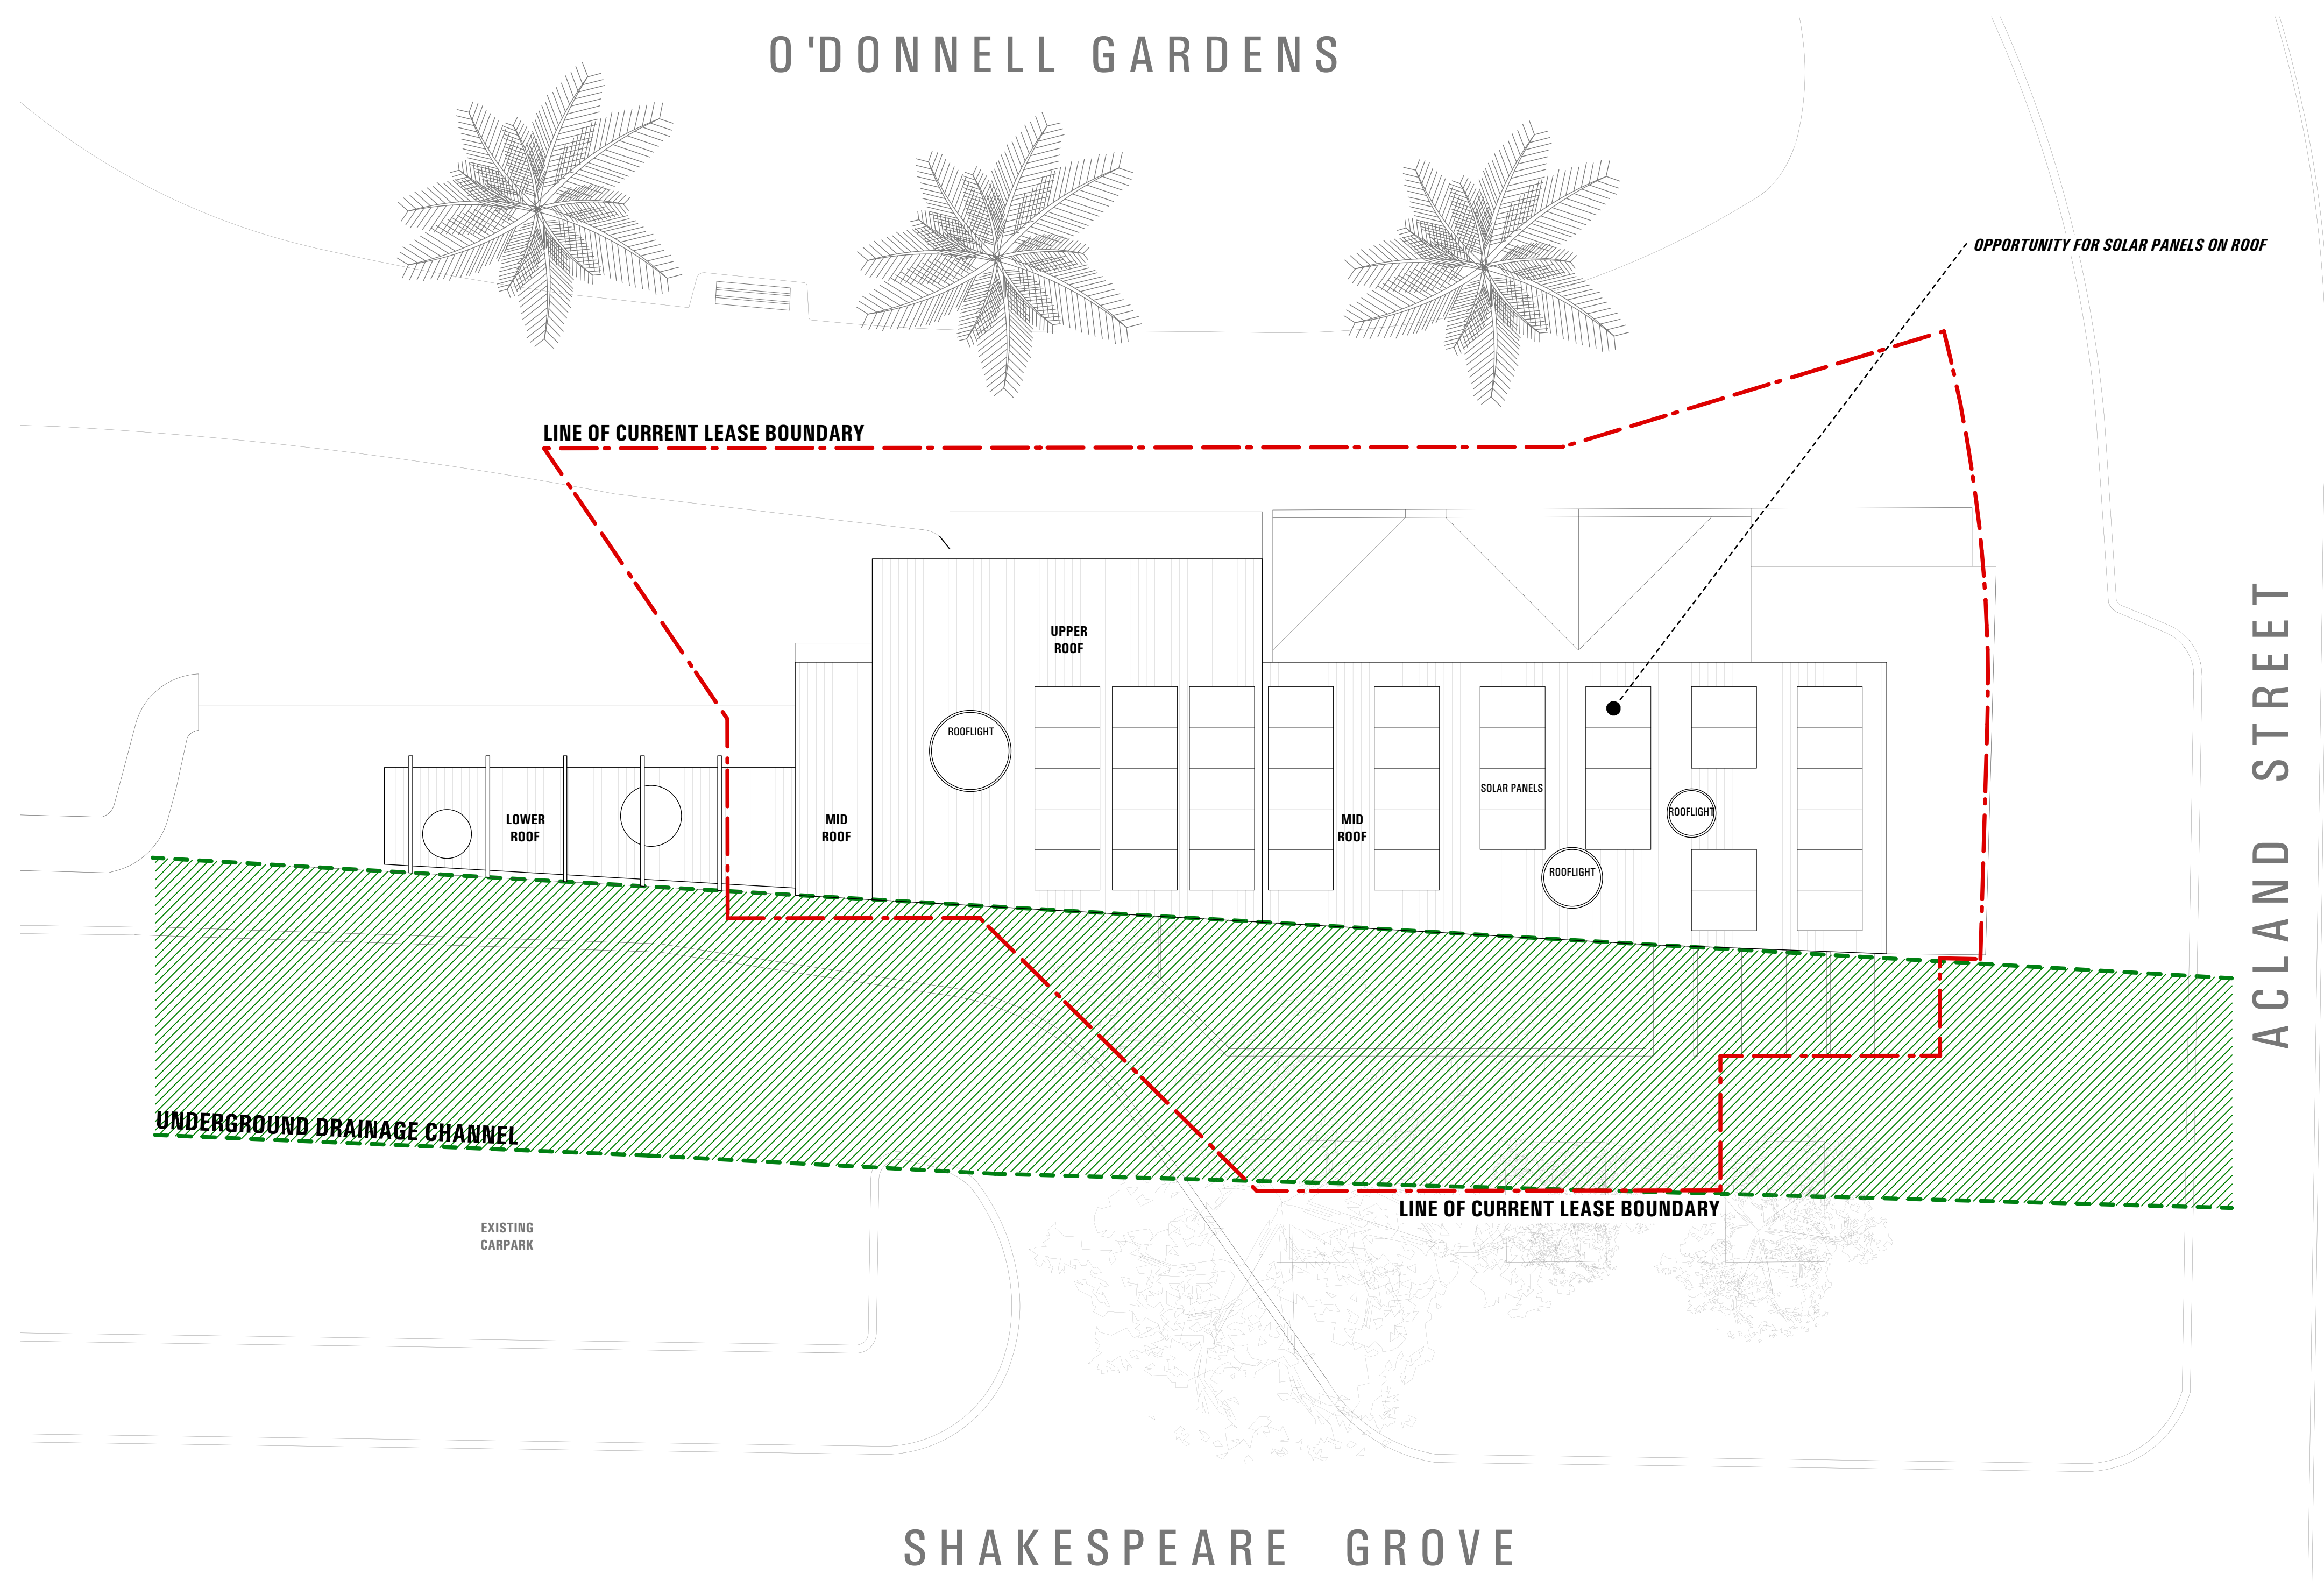 O'DONNELL GARDENS
OPPORTUNITY FOR SOLAR PANELS ON ROOF
LINE OF CURRENT LEASE BOUNDARY
UPPER
ROOF
ROOFLIGHT
SOLAR PANELS
ROOFLIGHT
LOWER
ROOF
MID
ROOF
MID
ROOF
ROOFLIGHT
ACLAND STREET
UNDERGROUND DRAINAGE CHANNEL
LINE OF CURRENT LEASE BOUNDARY
EXISTING
CARPARK
SHAKESPEARE GROVE